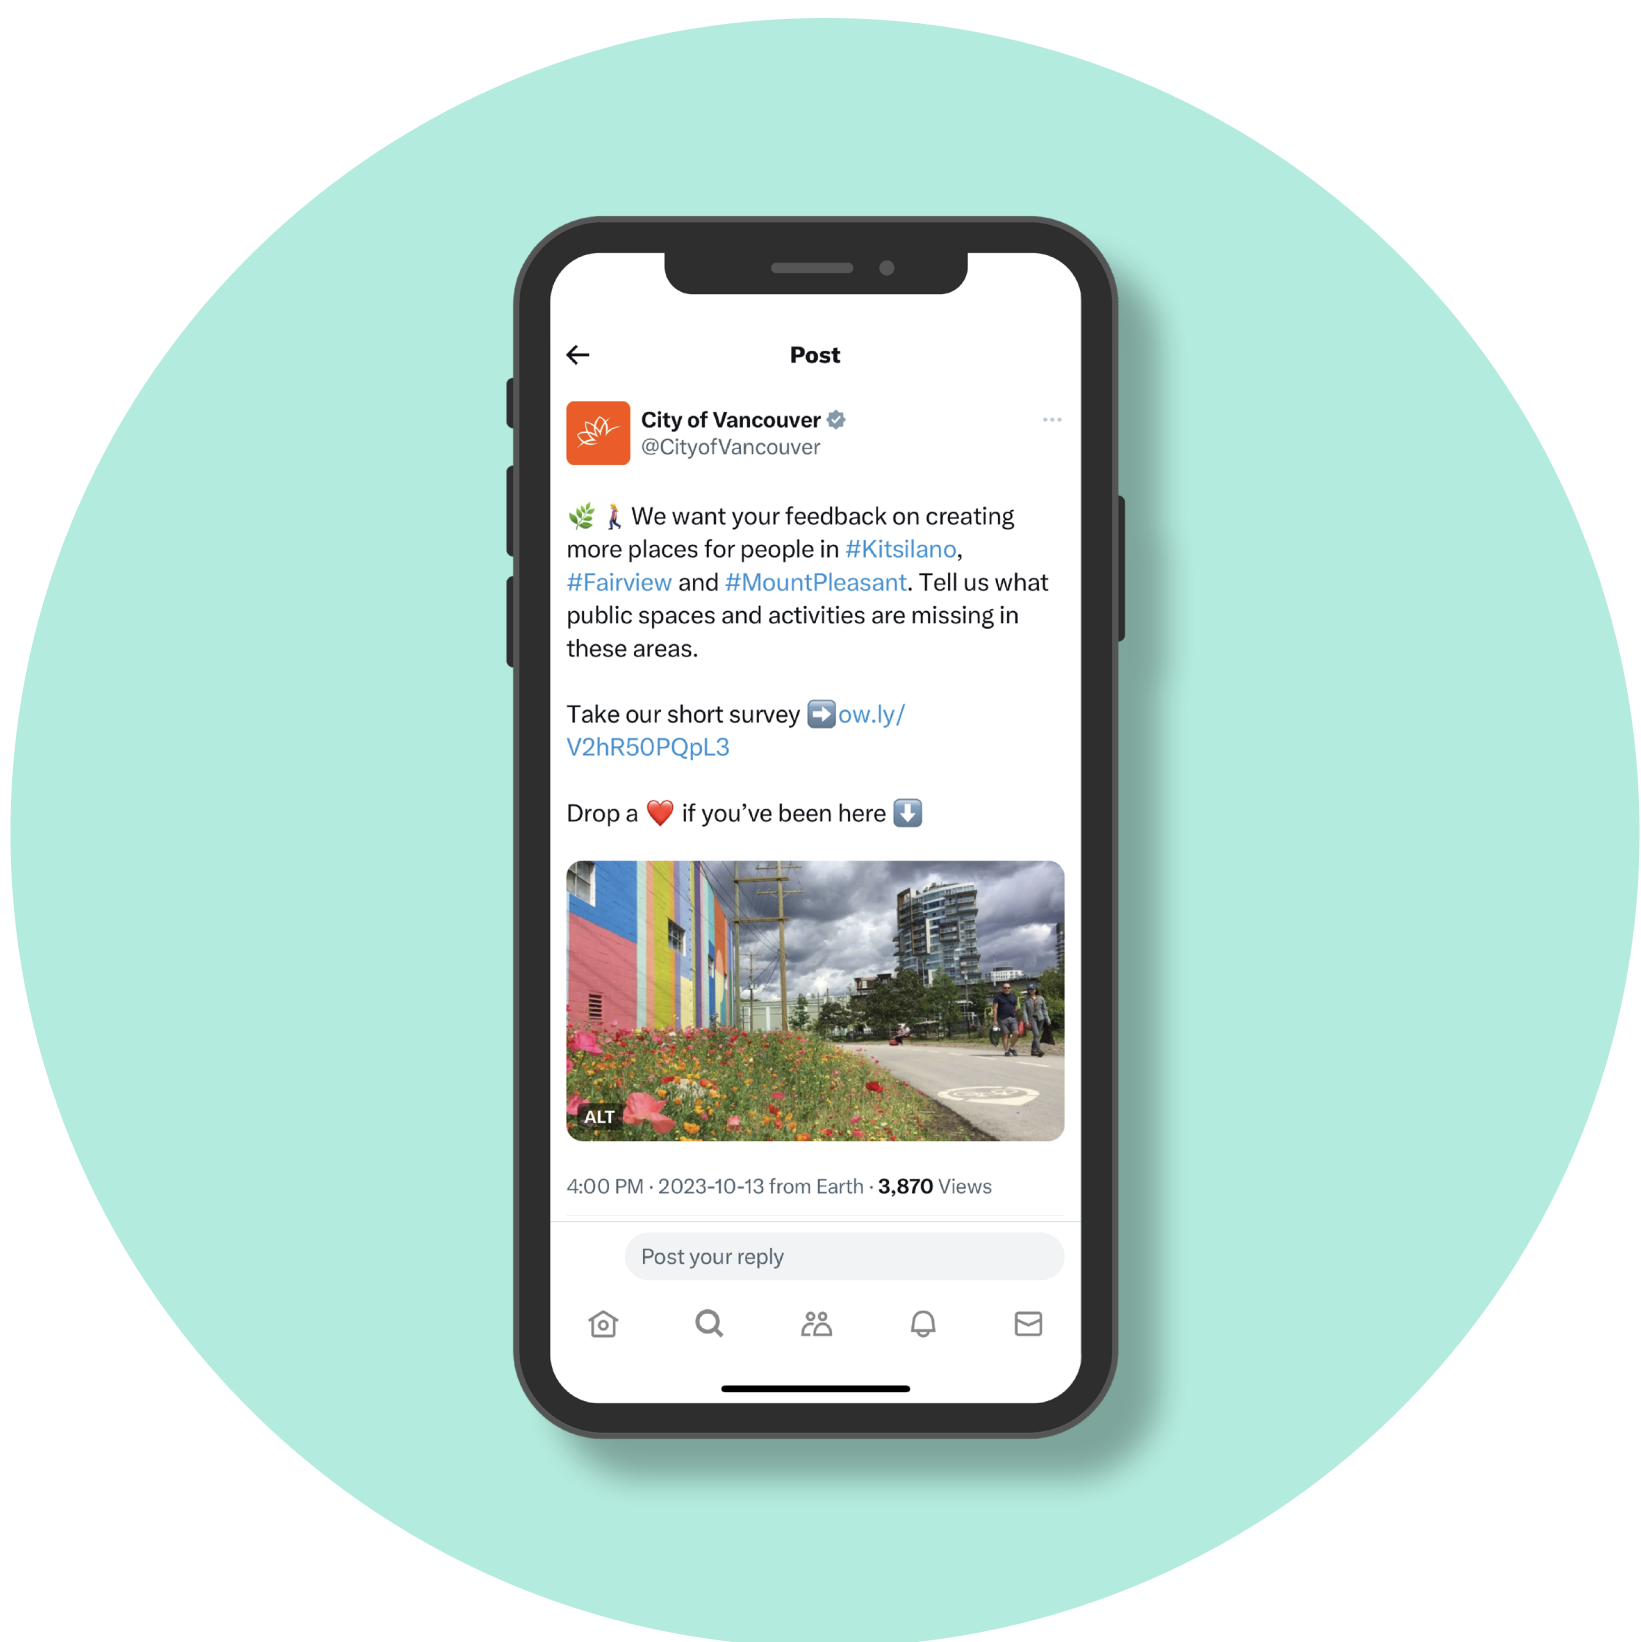 Post
City of Vancouver
@CityofVancouver
🌿 🚶‍♀️ We want your feedback on creating
more places for people in #Kitsilano,
#Fairview and #MountPleasant. Tell us what
public spaces and activities are missing in
these areas.
Take our short survey ➡️ow.ly/
V2hR50PQpL3
Drop a ❤️ if you’ve been here ⬇️
ALT
4:00 PM · 2023-10-13 from Earth · 3,870 Views
Post your reply